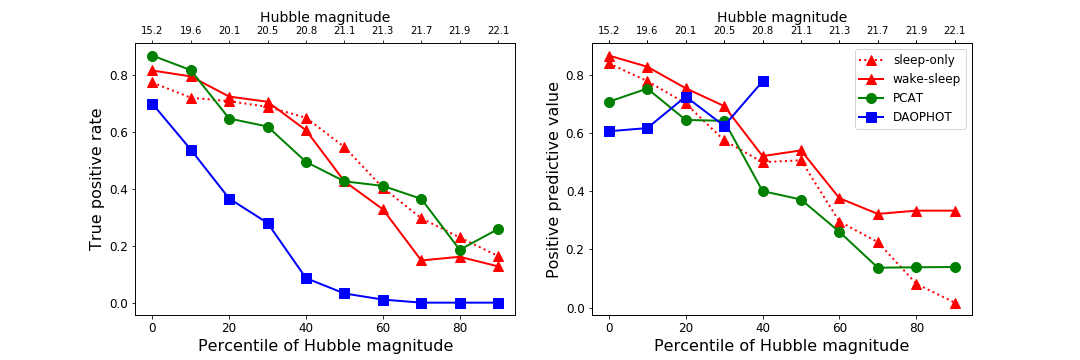 Hubble magnitude
15.2 19.6 20.1 20.5 20.8 21.1 21.3 21.7 21.9 22.1
True positive rate
0.8
0.6
0.4
0.2
0.0
0 20 40 60 80
Percentile of Hubble magnitude
Hubble magnitude
15.2 19.6 20.1 20.5 20.8 21.1 21.3 21.7 21.9 22.1
Positive predictive value
0.8
0.6
0.4
0.2
0.0
sleep-only
wake-sleep
PCAT
DAOPHOT
0 20 40 60 80
Percentile of Hubble magnitude